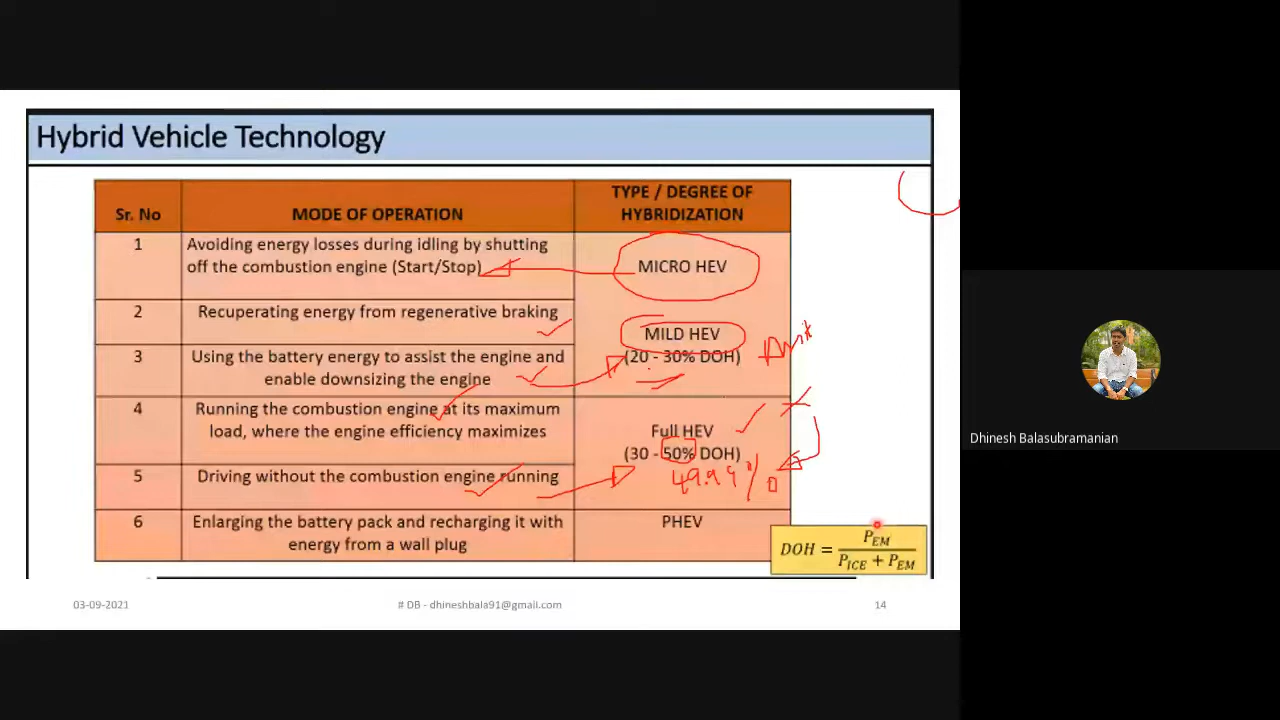 Hybrid Vehicle Technology
Sr. No
MODE OF OPERATION
TYPE / DEGREE OF
HYBRIDIZATION
1
Avoiding energy losses during idling by shutting
off the combustion engine (Start/Stop)
MICRO HEV
2
Recuperating energy from regenerative braking
MILD HEV
(20 - 30% DOH)
3
Using the battery energy to assist the engine and
enable downsizing the engine
4
Running the combustion engine at its maximum
load, where the engine efficiency maximizes
Full HEV
(30 - 50% DOH)
49.99%
5
Driving without the combustion engine running
6
Enlarging the battery pack and recharging it with
energy from a wall plug
PHEV
DOH = P_EM / (P_ICE + P_EM)
03-09-2021
# DB - dhineshbala91@gmail.com
14
Dhinesh Balasubramanian